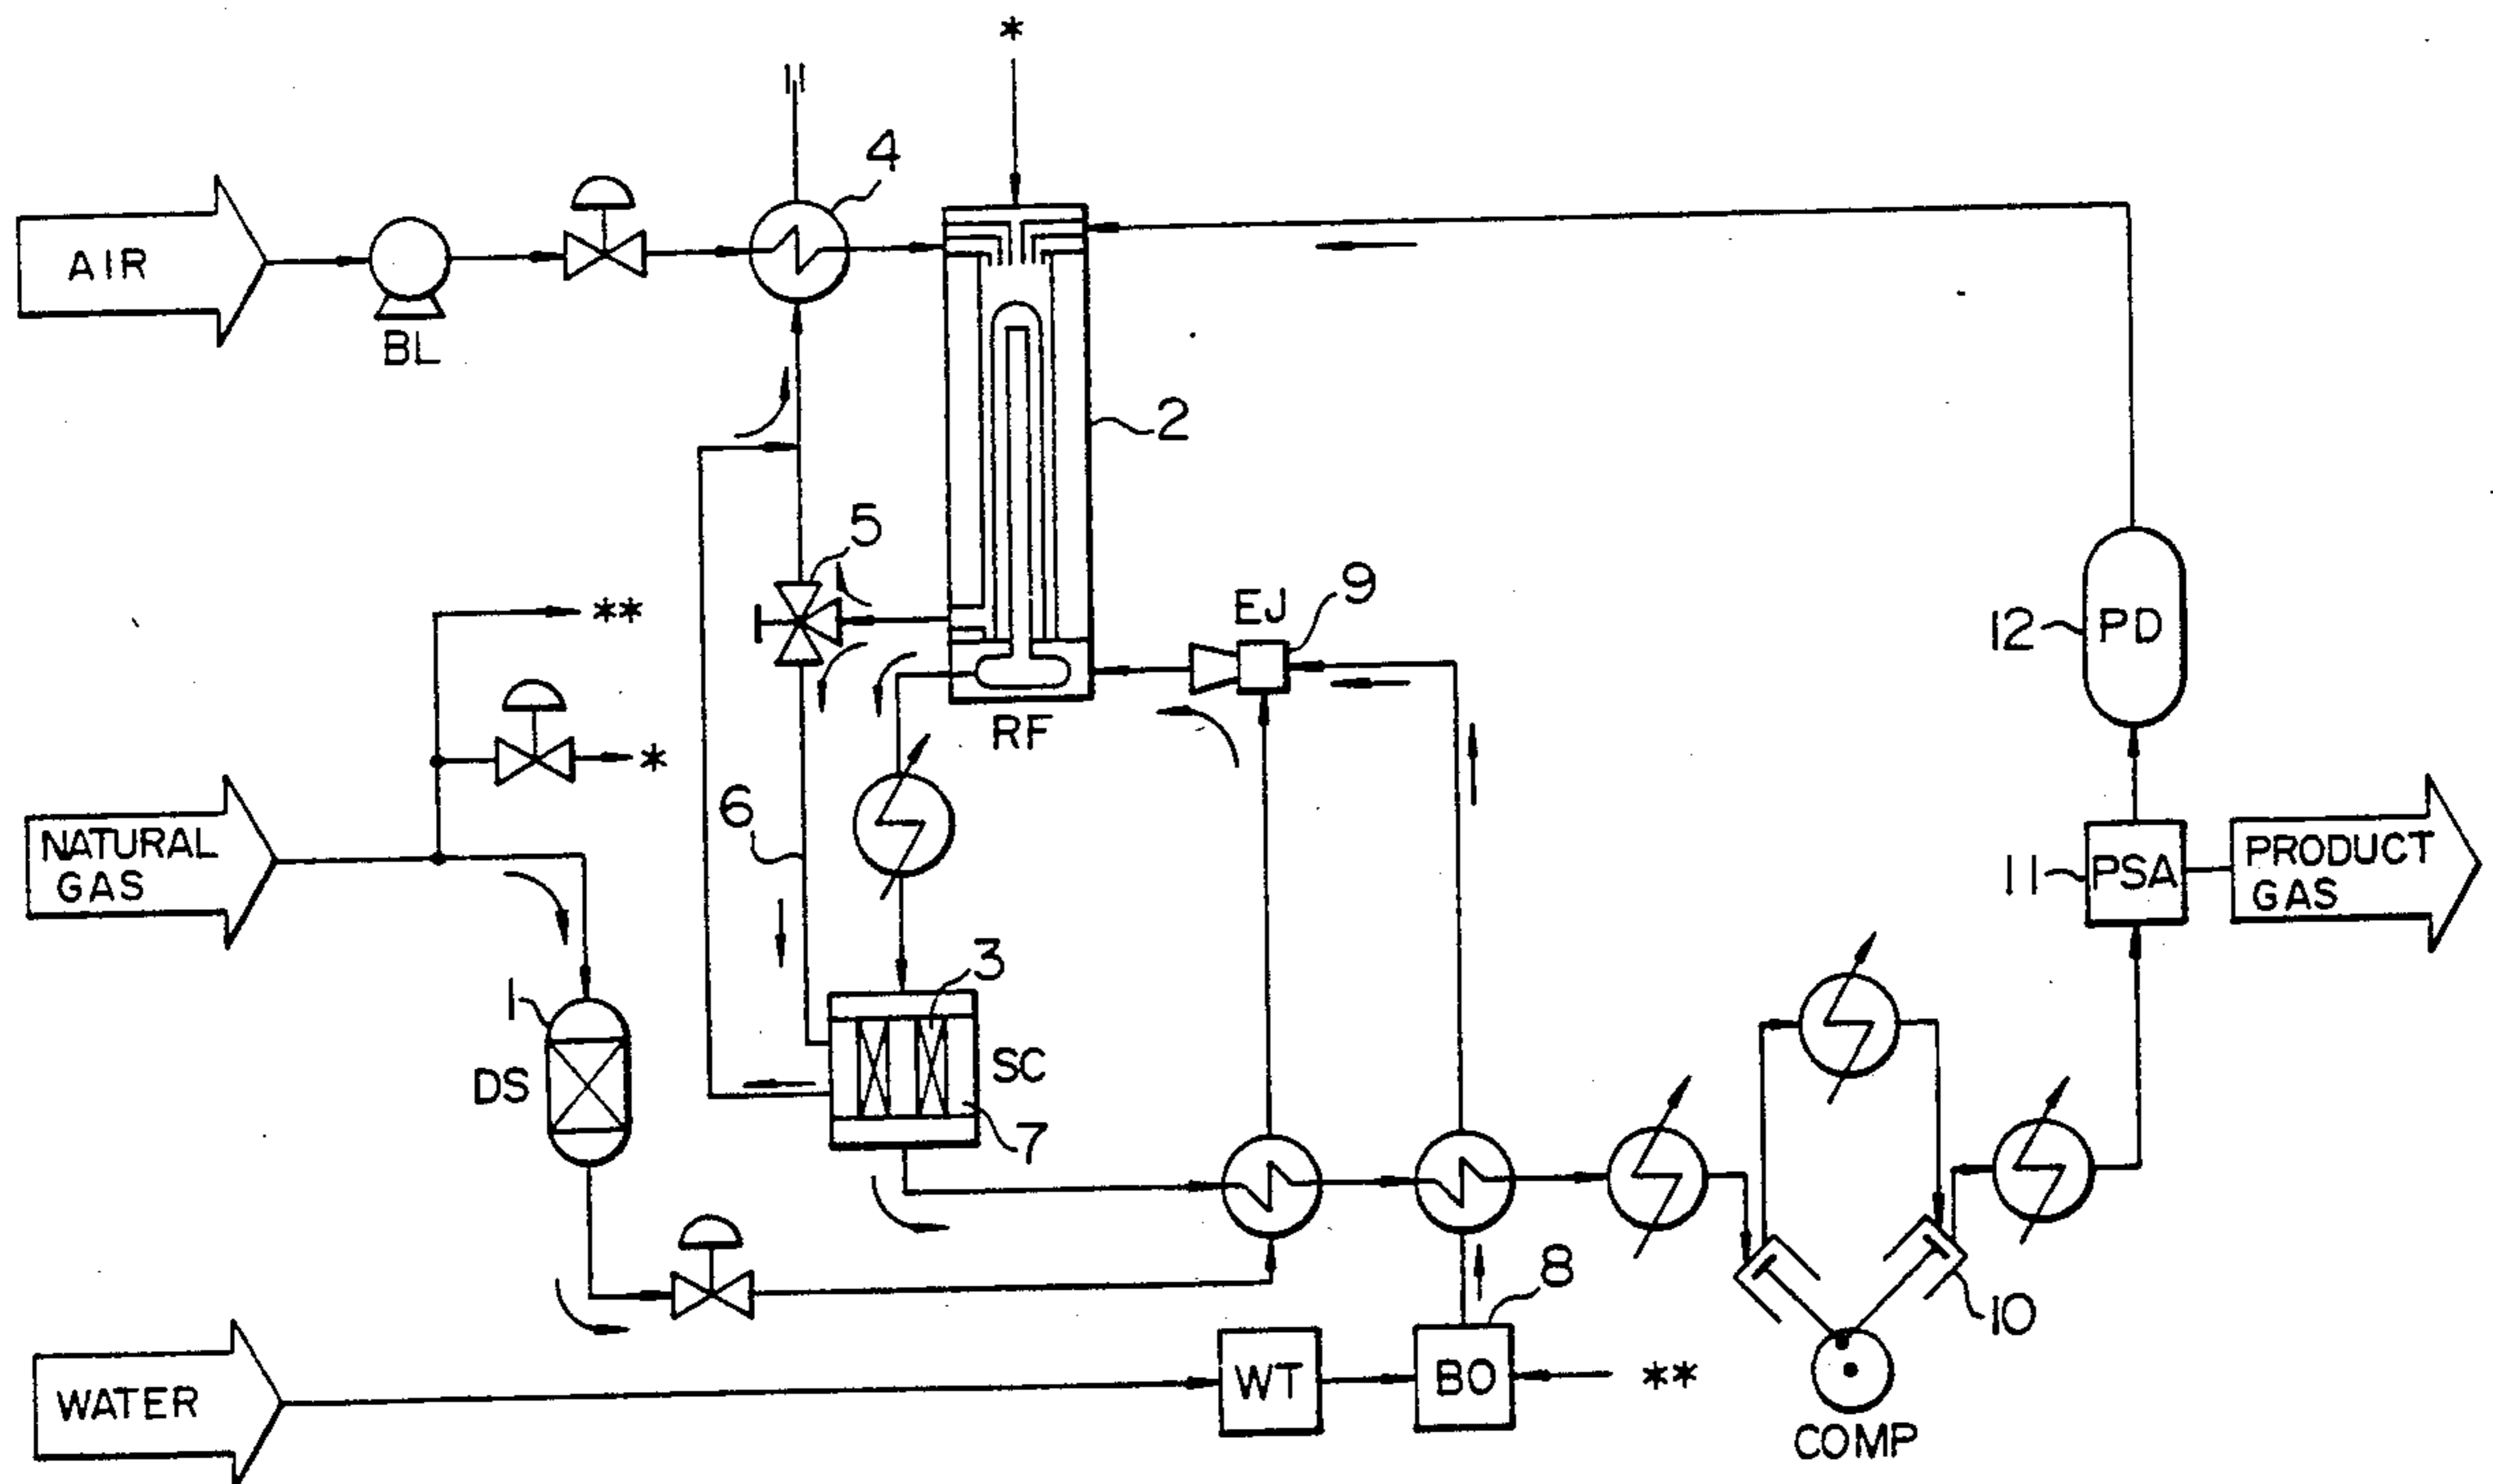 *
4
AIR
BL
2
5
EJ
9
**
12
PD
RF
*
6
NATURAL
GAS
11
PSA
PRODUCT
GAS
3
1
DS
SC
7
8
10
WATER
WT
BO
**
COMP